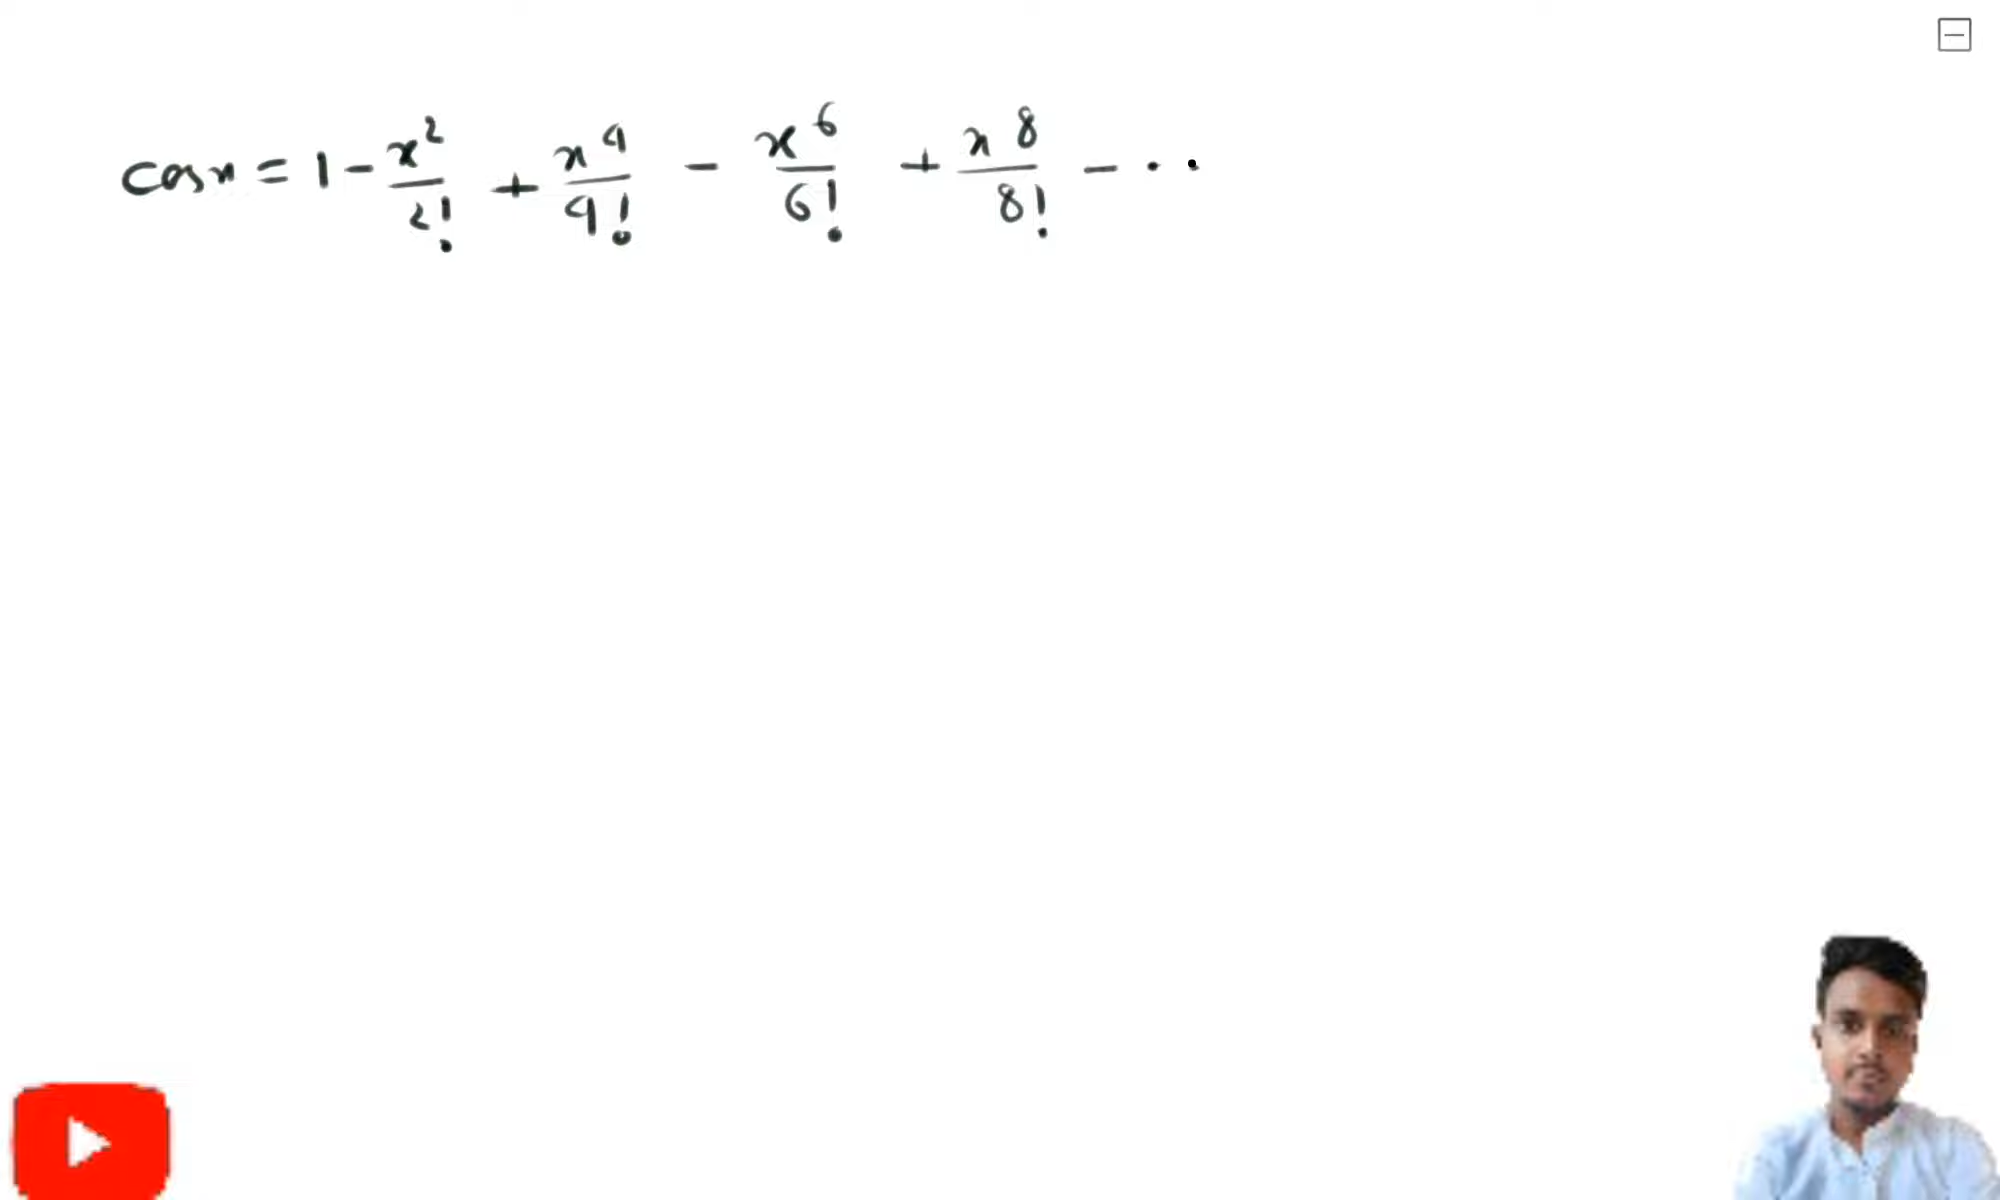 cos x = 1 - x²/2! + x⁴/4! - x⁶/6! + x⁸/8! - ..